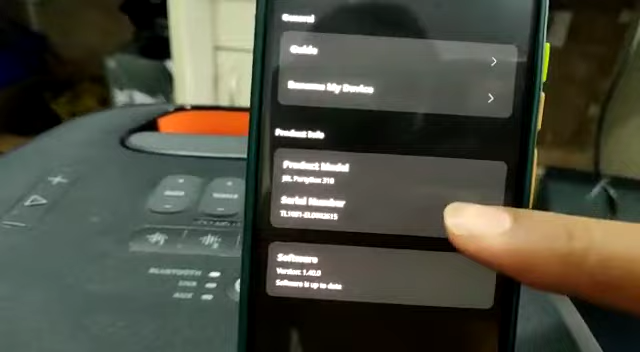 General
Guide
Rename My Device
Product Info
Product Model
JBL PartyBox 310
Serial Number
Software
Version: 1.40.0
Software is up to date
BLUETOOTH
USB
AUX